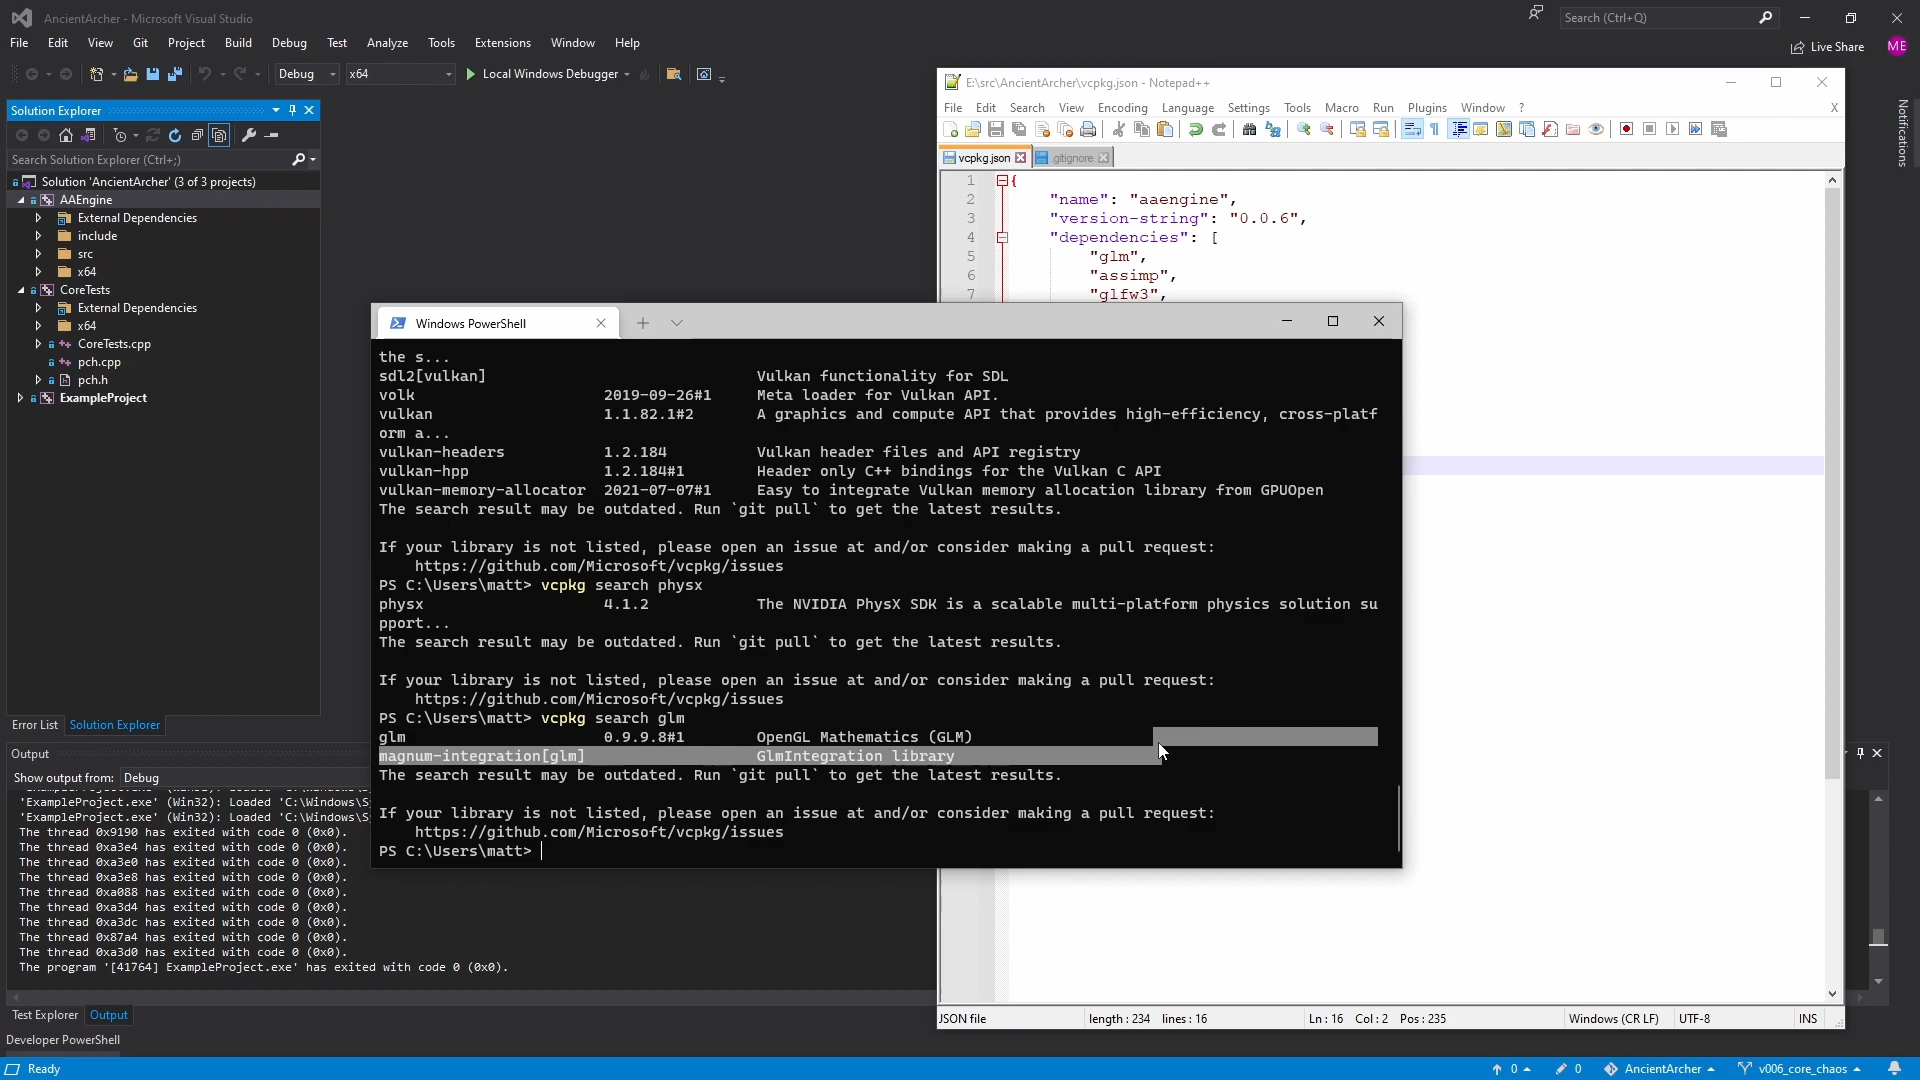 AncientArcher - Microsoft Visual Studio
Search (Ctrl+Q)
File Edit View Git Project Build Debug Test Analyze Tools Extensions Window Help
Live Share
ME
Debug x64 Local Windows Debugger
Solution Explorer
Search Solution Explorer (Ctrl+;)
Solution 'AncientArcher' (3 of 3 projects)
AAEngine
External Dependencies
include
src
x64
CoreTests
External Dependencies
x64
CoreTests.cpp
pch.cpp
pch.h
ExampleProject
Error List Solution Explorer
Output
Show output from: Debug
'ExampleProject.exe' (Win32): Loaded 'C:\Windows\S
'ExampleProject.exe' (Win32): Loaded 'C:\Windows\S
The thread 0x9190 has exited with code 0 (0x0).
The thread 0xa3e4 has exited with code 0 (0x0).
The thread 0xa3e0 has exited with code 0 (0x0).
The thread 0xa3e8 has exited with code 0 (0x0).
The thread 0xa088 has exited with code 0 (0x0).
The thread 0xa3d4 has exited with code 0 (0x0).
The thread 0xa3dc has exited with code 0 (0x0).
The thread 0x87a4 has exited with code 0 (0x0).
The thread 0xa3d0 has exited with code 0 (0x0).
The program '[41764] ExampleProject.exe' has exited with code 0 (0x0).
Test Explorer Output
Developer PowerShell
Ready
0 0 AncientArcher v006_core_chaos
Notifications
E:\src\AncientArcher\vcpkg.json - Notepad++
File Edit Search View Encoding Language Settings Tools Macro Run Plugins Window ? X
vcpkg.json .gitignore
1 {
2 "name": "aaengine",
3 "version-string": "0.0.6",
4 "dependencies": [
5 "glm",
6 "assimp",
7 "glfw3",
JSON file length : 234 lines : 16 Ln : 16 Col : 2 Pos : 235 Windows (CR LF) UTF-8 INS
Windows PowerShell
the s...
sdl2[vulkan] Vulkan functionality for SDL
volk 2019-09-26#1 Meta loader for Vulkan API.
vulkan 1.1.82.1#2 A graphics and compute API that provides high-efficiency, cross-platf
orm a...
vulkan-headers 1.2.184 Vulkan header files and API registry
vulkan-hpp 1.2.184#1 Header only C++ bindings for the Vulkan C API
vulkan-memory-allocator 2021-07-07#1 Easy to integrate Vulkan memory allocation library from GPUOpen
The search result may be outdated. Run `git pull` to get the latest results.
If your library is not listed, please open an issue at and/or consider making a pull request:
https://github.com/Microsoft/vcpkg/issues
PS C:\Users\matt> vcpkg search physx
physx 4.1.2 The NVIDIA PhysX SDK is a scalable multi-platform physics solution su
pport...
The search result may be outdated. Run `git pull` to get the latest results.
If your library is not listed, please open an issue at and/or consider making a pull request:
https://github.com/Microsoft/vcpkg/issues
PS C:\Users\matt> vcpkg search glm
glm 0.9.9.8#1 OpenGL Mathematics (GLM)
magnum-integration[glm] GlmIntegration library
The search result may be outdated. Run `git pull` to get the latest results.
If your library is not listed, please open an issue at and/or consider making a pull request:
https://github.com/Microsoft/vcpkg/issues
PS C:\Users\matt>